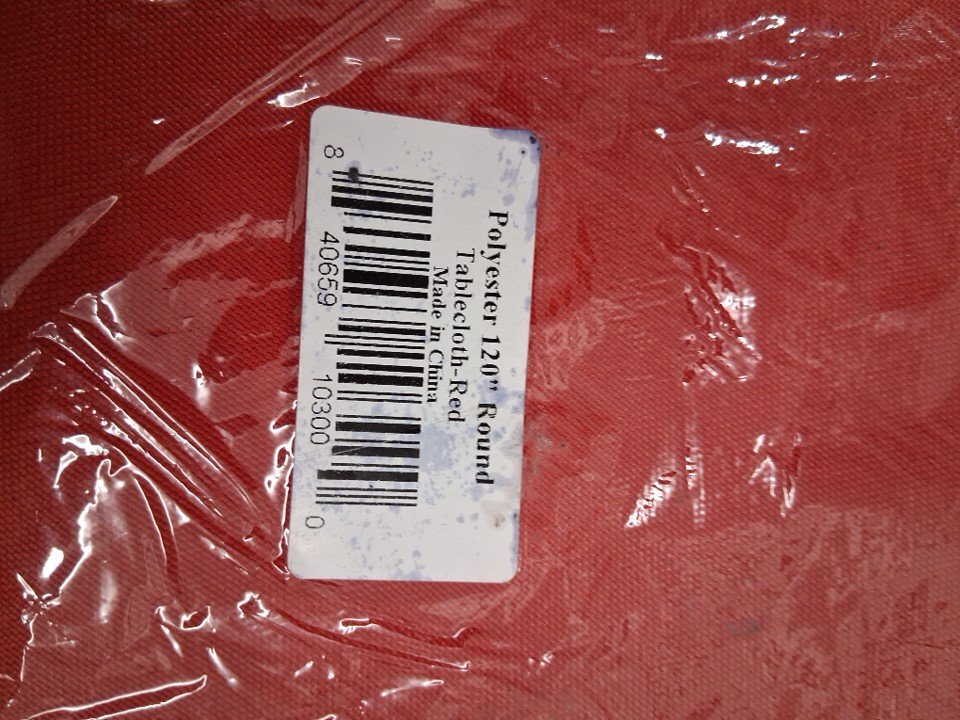 Polyester 120" Round
Tablecloth-Red
Made in China
8 40659 10300 0